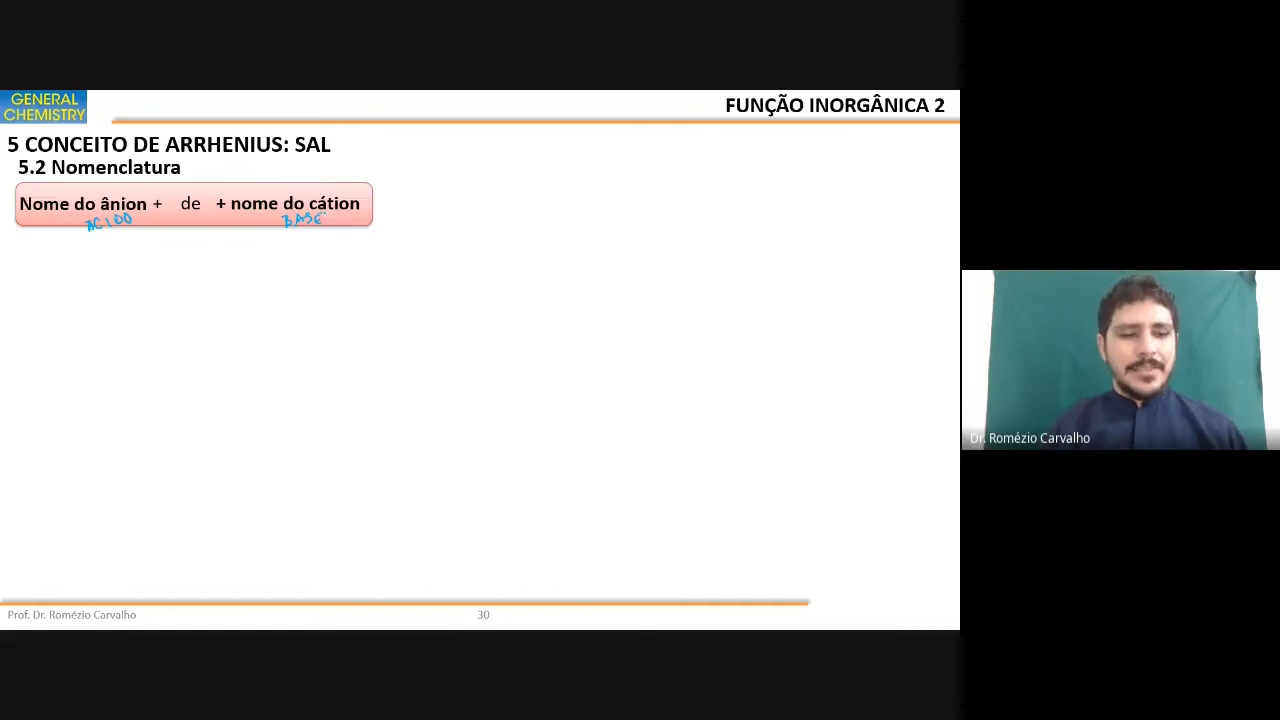 GENERAL
CHEMISTRY
FUNÇÃO INORGÂNICA 2
5 CONCEITO DE ARRHENIUS: SAL
5.2 Nomenclatura
Nome do ânion + de + nome do cátion
ÁCIDO BASE
Dr. Romézio Carvalho
Prof. Dr. Romézio Carvalho 30